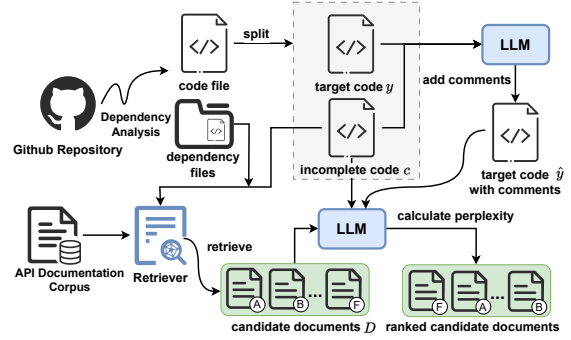 </> 
code file
split
</>
target code y
LLM
add comments
Github Repository
Dependency
Analysis
</>
dependency
files
</>
incomplete code c
</>
target code ŷ
with comments
API Documentation
Corpus
Retriever
retrieve
LLM
calculate perplexity
A
B
...
F
candidate documents D
F
A
...
B
ranked candidate documents